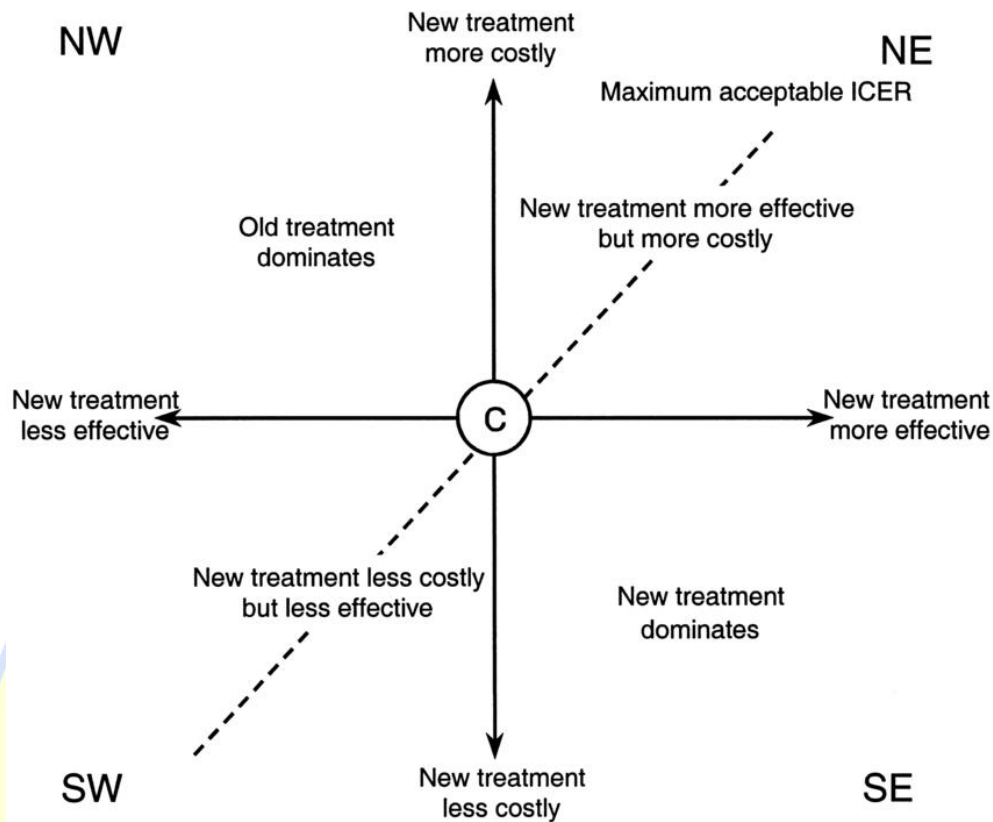 NW
New treatment
more costly
NE
Maximum acceptable ICER
Old treatment
dominates
New treatment more effective
but more costly
New treatment
less effective
C
New treatment
more effective
New treatment less costly
but less effective
New treatment
dominates
SW
New treatment
less costly
SE